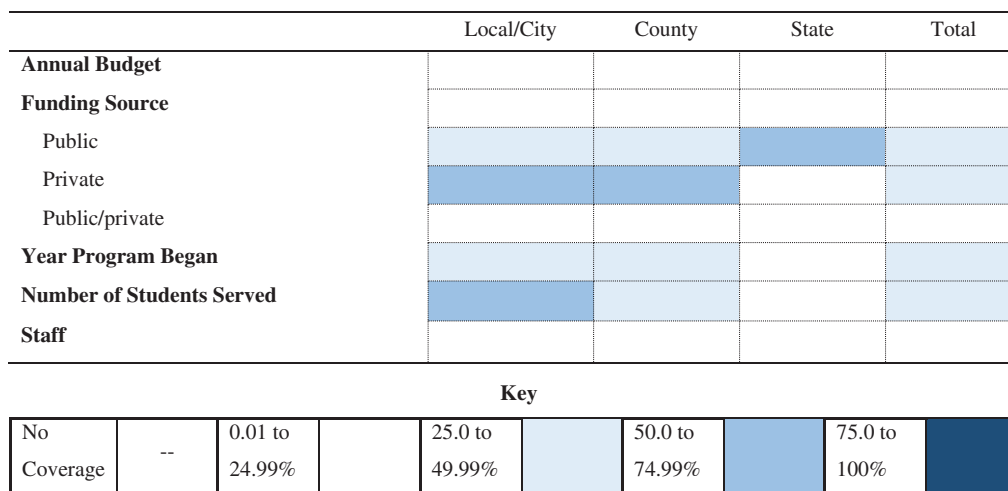 Local/City County State Total
Annual Budget
Funding Source
Public
Private
Public/private
Year Program Began
Number of Students Served
Staff
Key
No Coverage -- 0.01 to 24.99% 25.0 to 49.99% 50.0 to 74.99% 75.0 to 100%